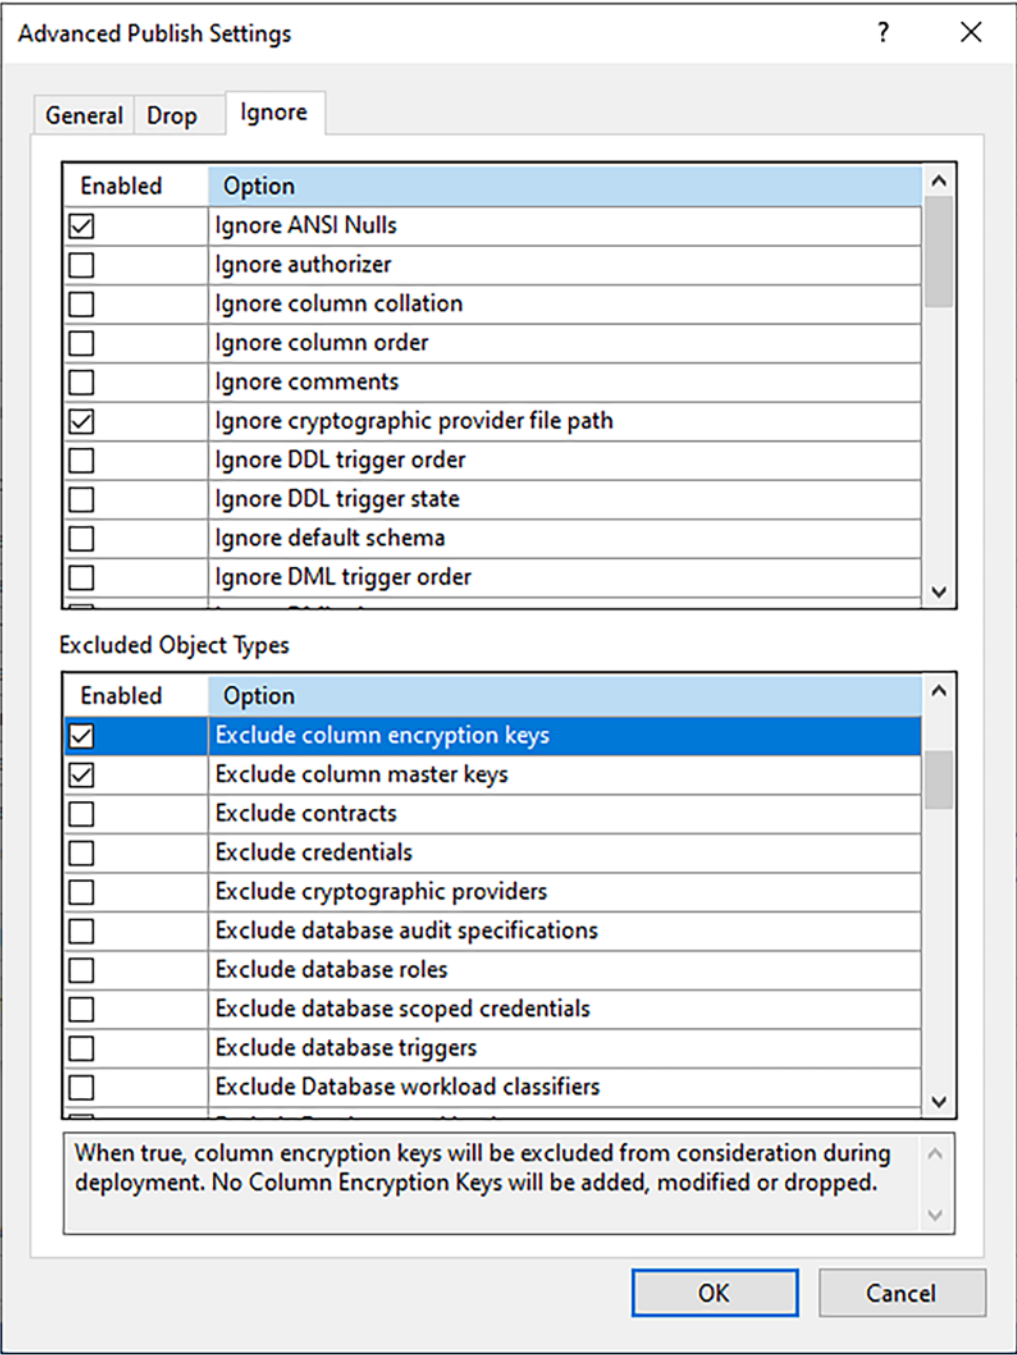 Advanced Publish Settings ?
General Drop Ignore
Enabled Option
Ignore ANSI Nulls
Ignore authorizer
Ignore column collation
Ignore column order
Ignore comments
Ignore cryptographic provider file path
Ignore DDL trigger order
Ignore DDL trigger state
Ignore default schema
Ignore DML trigger order
Excluded Object Types
Enabled Option
Exclude column encryption keys
Exclude column master keys
Exclude contracts
Exclude credentials
Exclude cryptographic providers
Exclude database audit specifications
Exclude database roles
Exclude database scoped credentials
Exclude database triggers
Exclude Database workload classifiers
When true, column encryption keys will be excluded from consideration during
deployment. No Column Encryption Keys will be added, modified or dropped.
OK Cancel